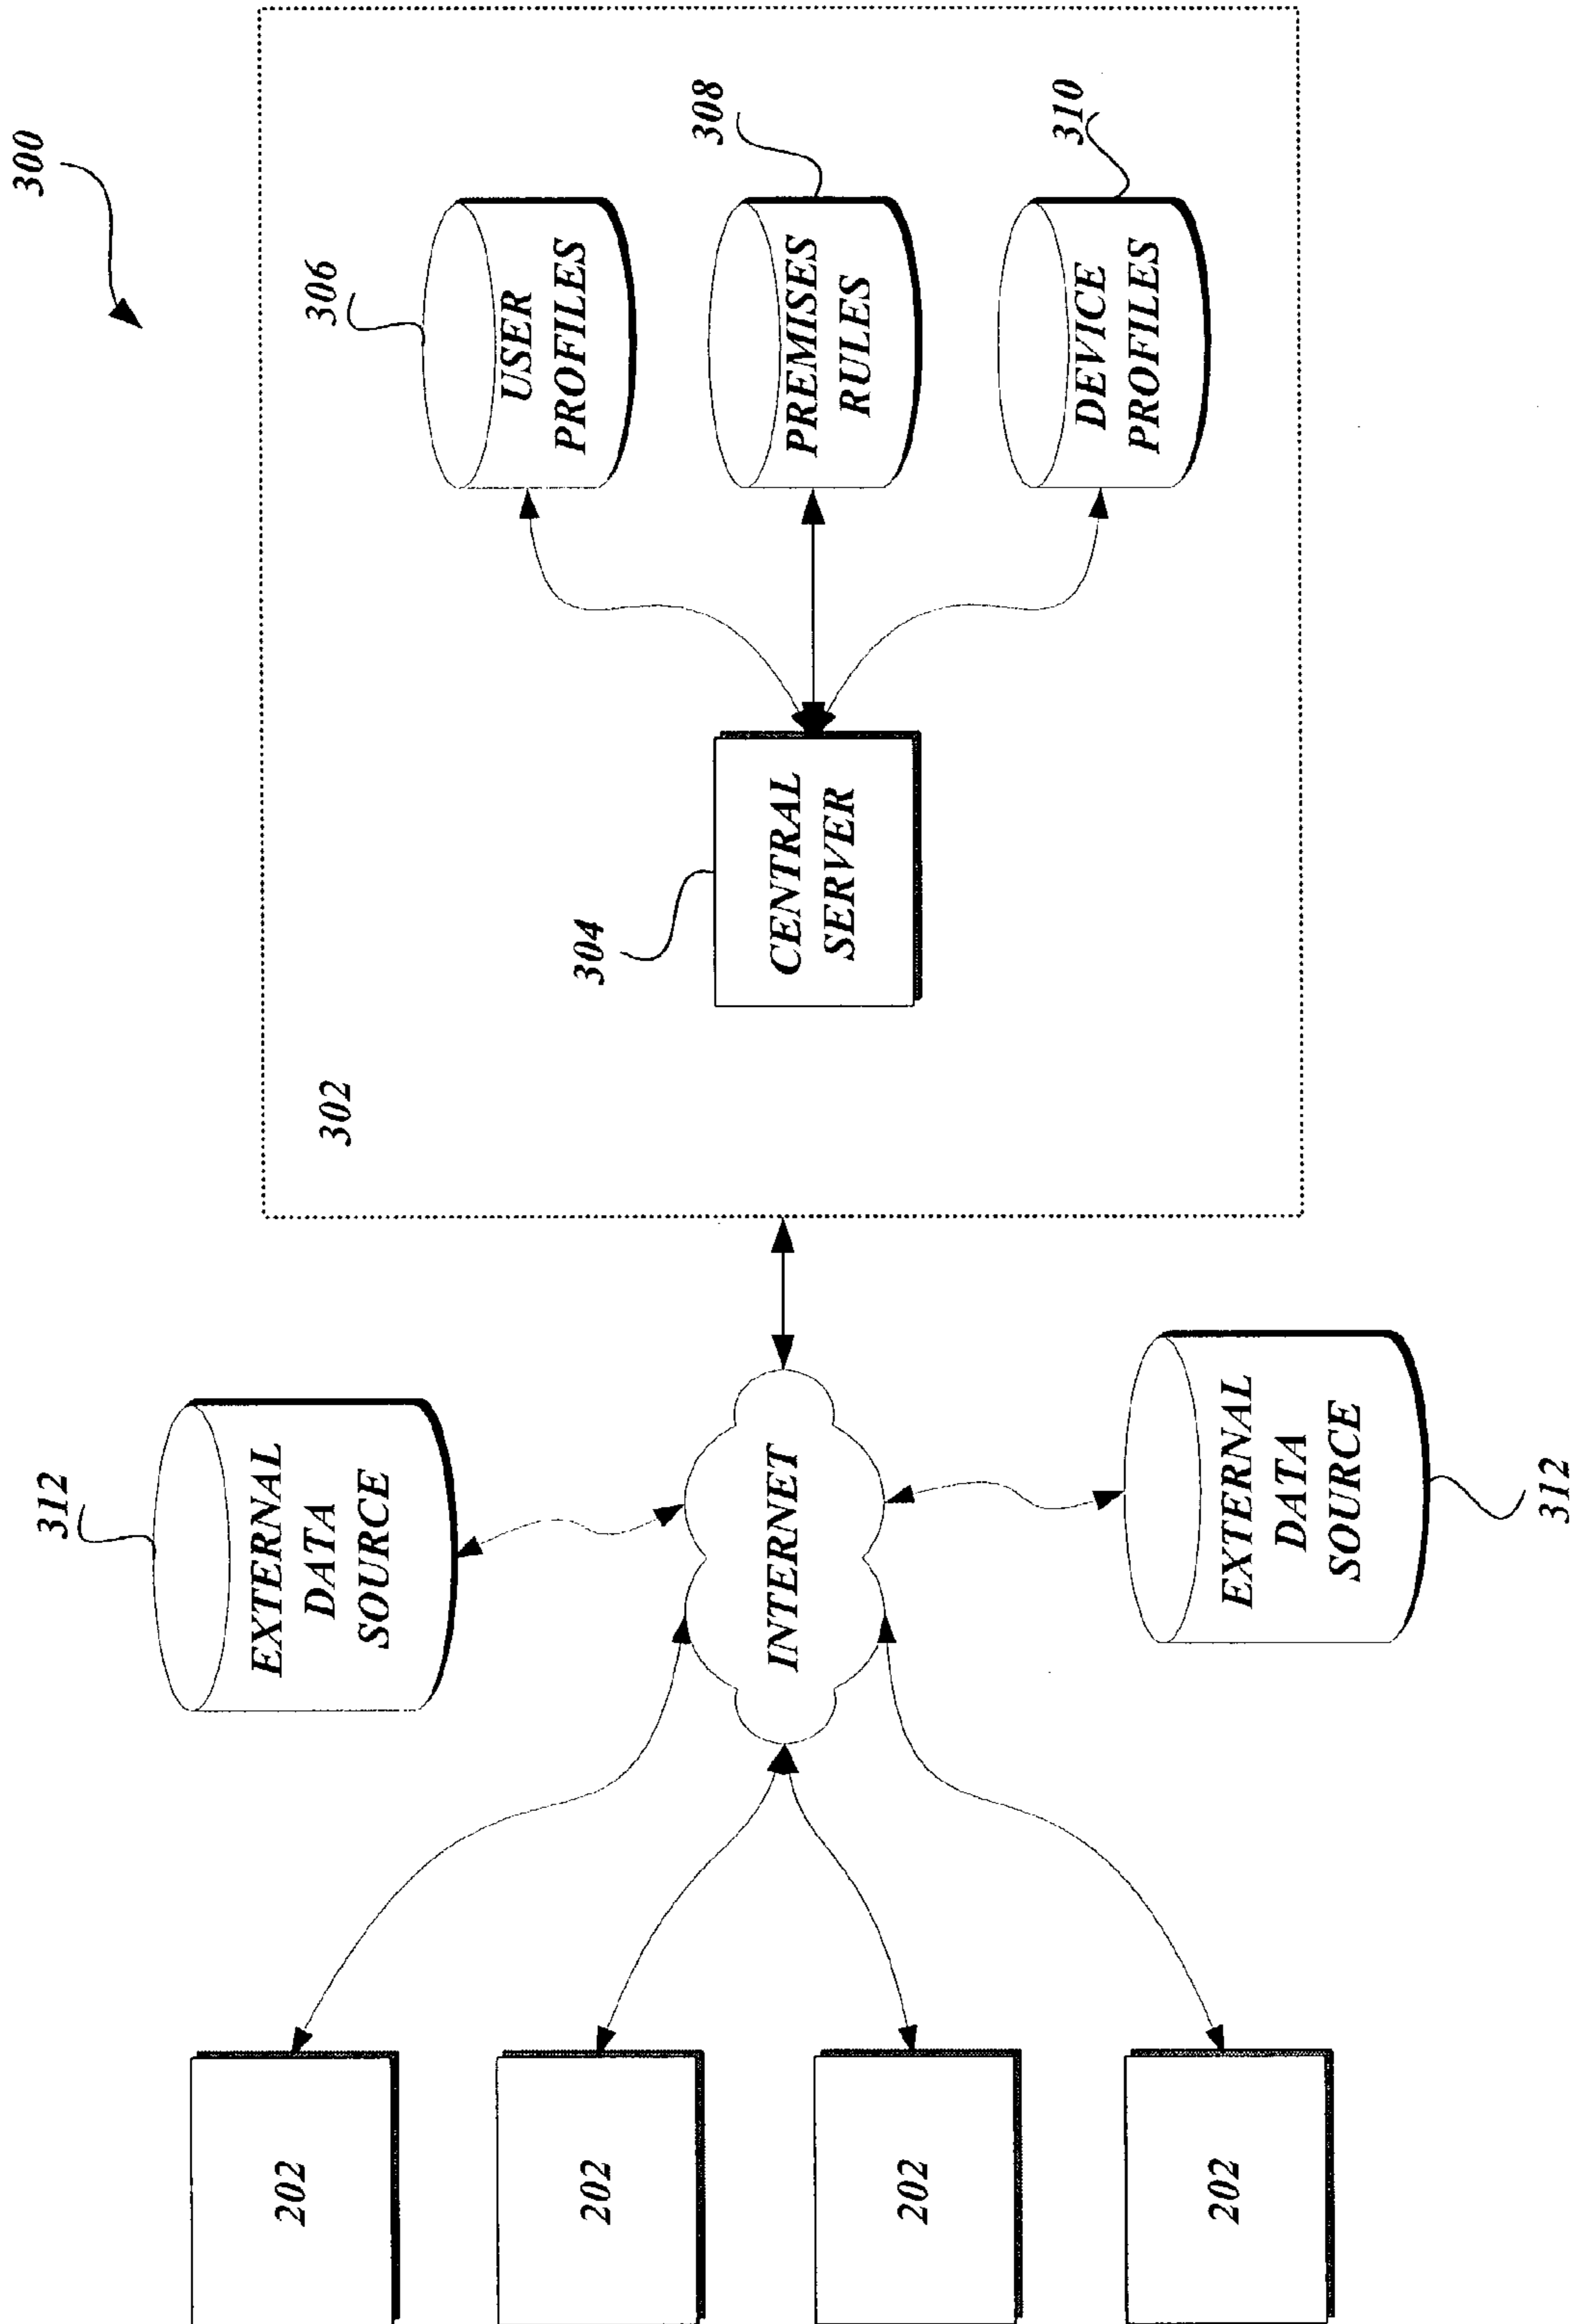 300
312
EXTERNAL
DATA
SOURCE
302
306
USER
PROFILES
304
CENTRAL
SERVER
308
PREMISES
RULES
310
DEVICE
PROFILES
INTERNET
EXTERNAL
DATA
SOURCE
312
202
202
202
202